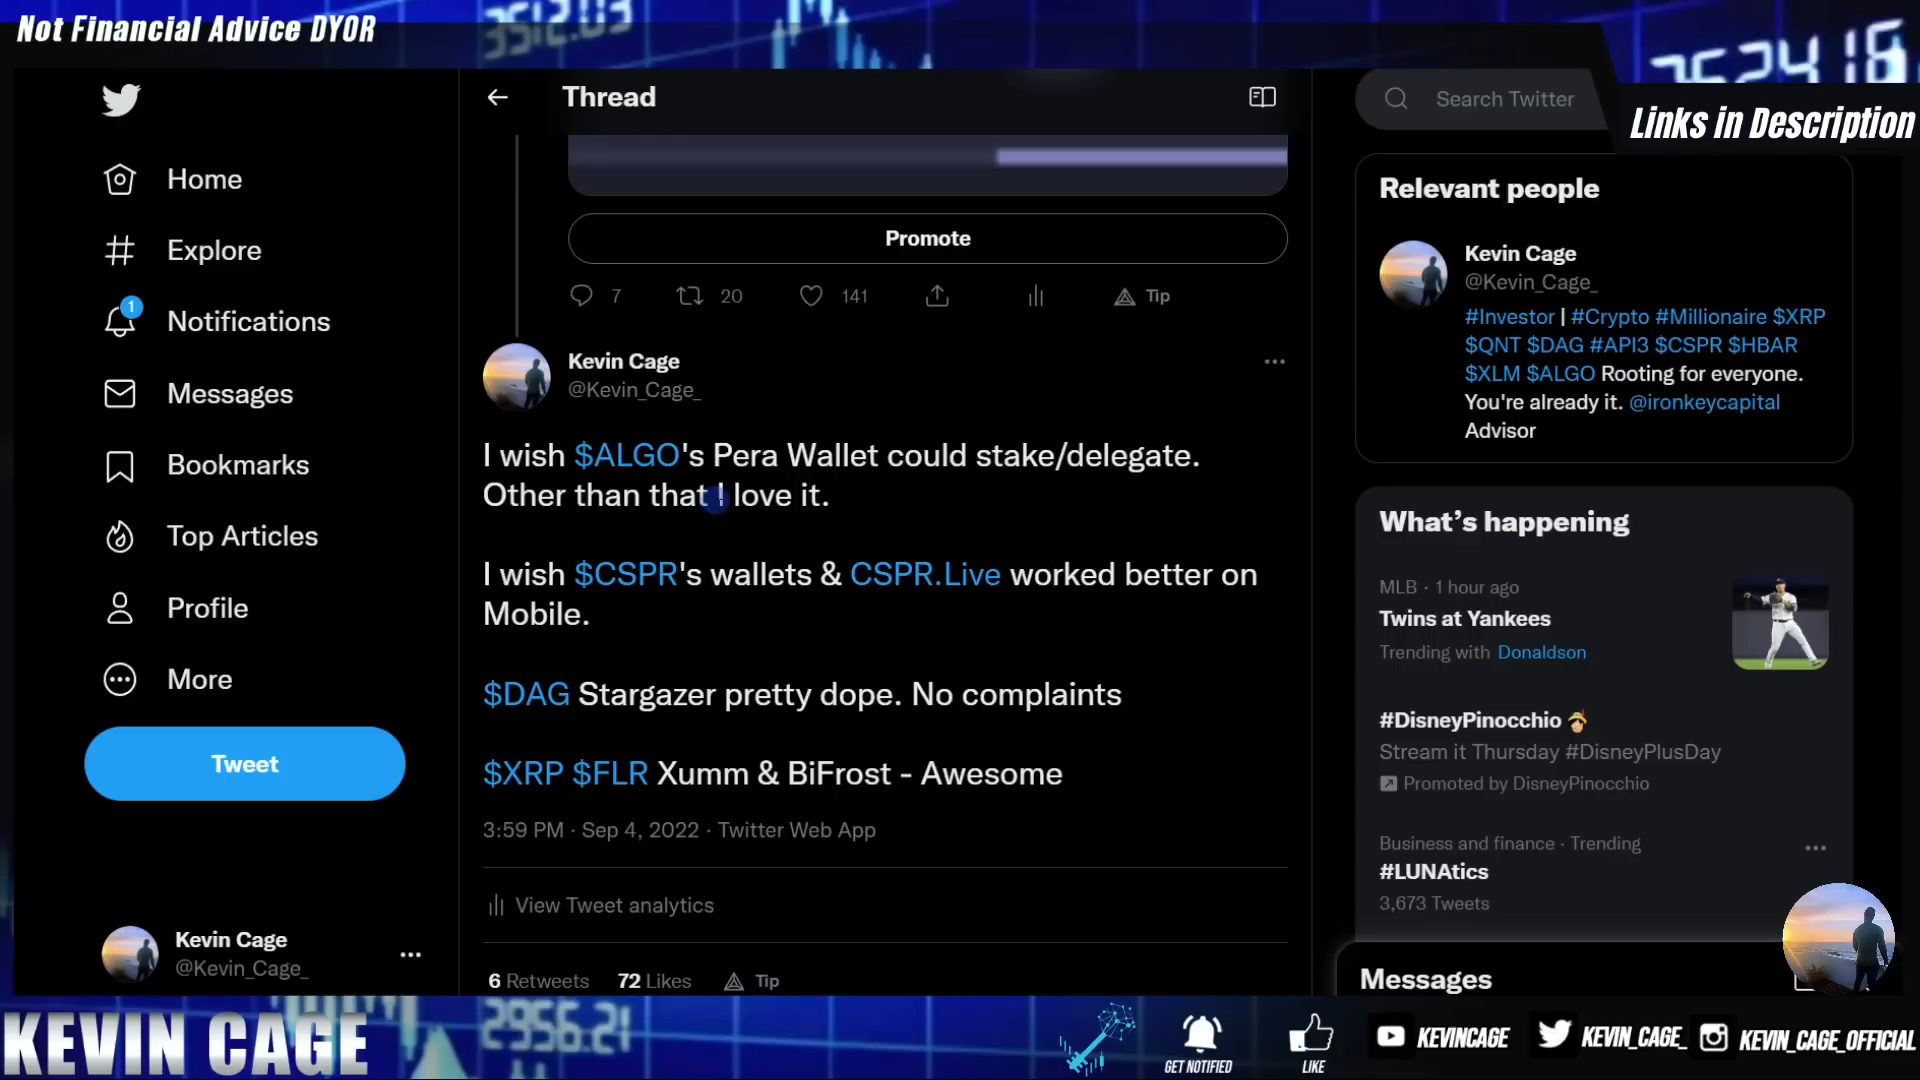 Not Financial Advice DYOR
3512.03
352418
Links in Description
Home
Explore
1
Notifications
Messages
Bookmarks
Top Articles
Profile
More
Tweet
Kevin Cage
@Kevin_Cage_
Thread
Promote
7
20
141
Tip
Kevin Cage
@Kevin_Cage_
I wish $ALGO's Pera Wallet could stake/delegate.
Other than that I love it.
I wish $CSPR's wallets & CSPR.Live worked better on
Mobile.
$DAG Stargazer pretty dope. No complaints
$XRP $FLR Xumm & BiFrost - Awesome
3:59 PM · Sep 4, 2022 · Twitter Web App
View Tweet analytics
6 Retweets 72 Likes Tip
Search Twitter
Relevant people
Kevin Cage
@Kevin_Cage_
#Investor | #Crypto #Millionaire $XRP
$QNT $DAG #API3 $CSPR $HBAR
$XLM $ALGO Rooting for everyone.
You're already it. @ironkeycapital
Advisor
What's happening
MLB · 1 hour ago
Twins at Yankees
Trending with Donaldson
#DisneyPinocchio
Stream it Thursday #DisneyPlusDay
Promoted by DisneyPinocchio
Business and finance · Trending
#LUNAtics
3,673 Tweets
Messages
KEVIN CAGE
2956.21
GET NOTIFIED
LIKE
KEVINCAGE
KEVIN_CAGE_
KEVIN_CAGE_OFFICIAL